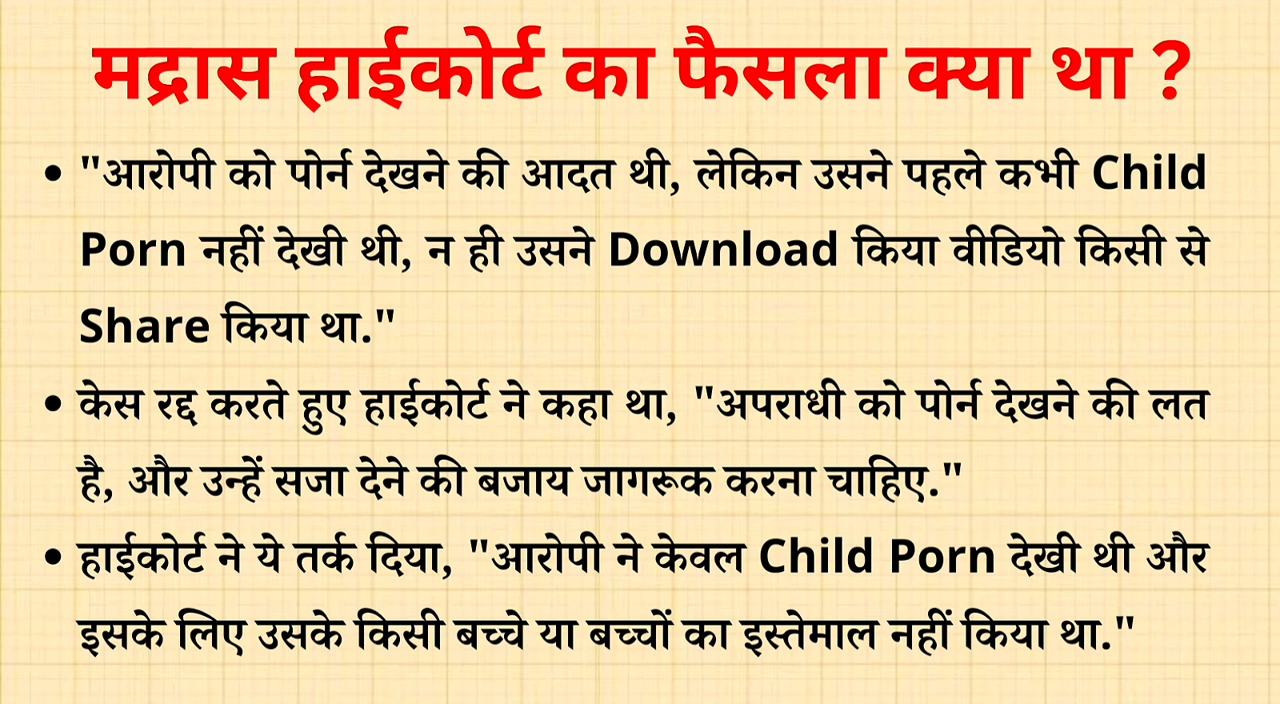 मद्रास हाईकोर्ट का फैसला क्या था ?
• "आरोपी को पोर्न देखने की आदत थी, लेकिन उसने पहले कभी Child
Porn नहीं देखी थी, न ही उसने Download किया वीडियो किसी से
Share किया था."
• केस रद्द करते हुए हाईकोर्ट ने कहा था, "अपराधी को पोर्न देखने की लत
है, और उन्हें सजा देने की बजाय जागरूक करना चाहिए."
• हाईकोर्ट ने ये तर्क दिया, "आरोपी ने केवल Child Porn देखी थी और
इसके लिए उसके किसी बच्चे या बच्चों का इस्तेमाल नहीं किया था."